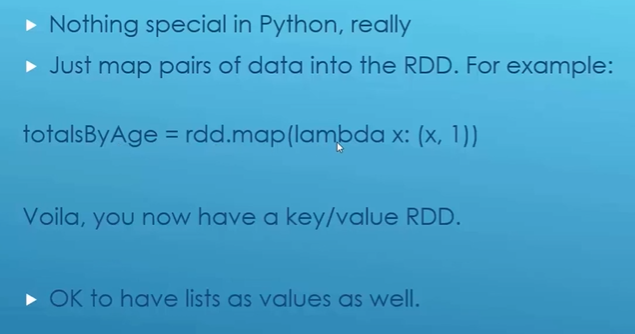 Nothing special in Python, really
Just map pairs of data into the RDD. For example:
totalsByAge = rdd.map(lambda x: (x, 1))
Voila, you now have a key/value RDD.
OK to have lists as values as well.